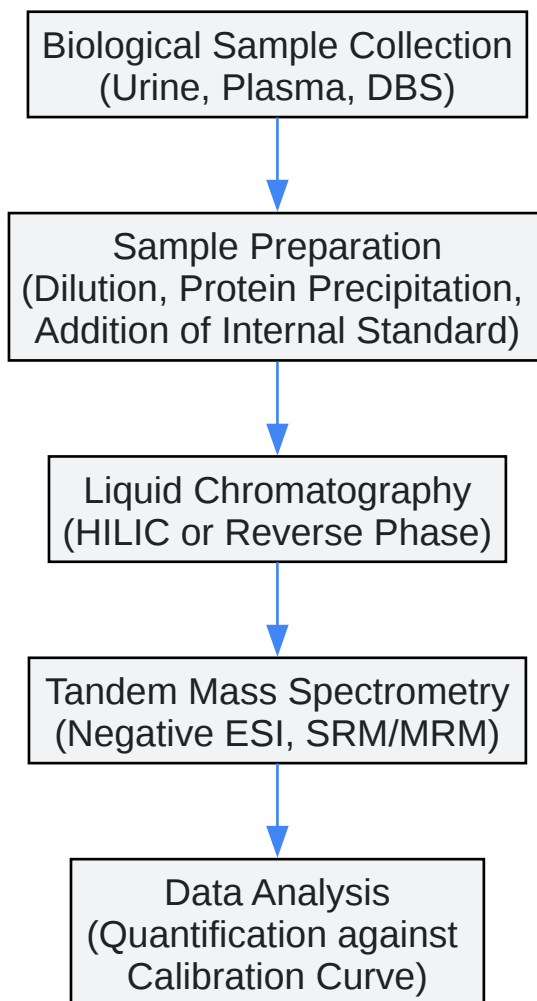 Biological Sample Collection
(Urine, Plasma, DBS)
Sample Preparation
(Dilution, Protein Precipitation,
Addition of Internal Standard)
Liquid Chromatography
(HILIC or Reverse Phase)
Tandem Mass Spectrometry
(Negative ESI, SRM/MRM)
Data Analysis
(Quantification against
Calibration Curve)